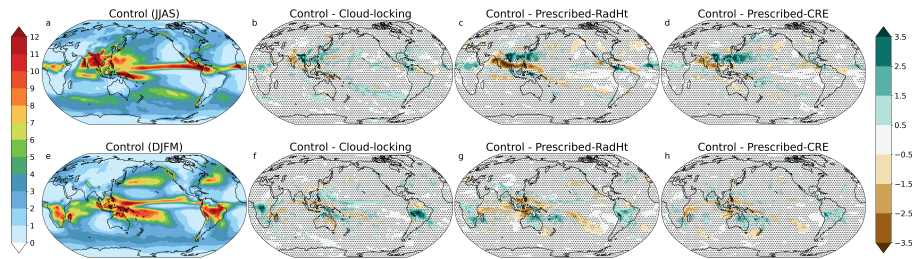 Control (JJAS)
Control - Cloud-locking
Control - Prescribed-RadHt
Control - Prescribed-CRE
a
b
c
d
12
11
10
9
8
7
6
5
4
3
2
1
0
3.5
2.5
1.5
0.5
−0.5
−1.5
−2.5
−3.5
Control (DJFM)
Control - Cloud-locking
Control - Prescribed-RadHt
Control - Prescribed-CRE
e
f
g
h